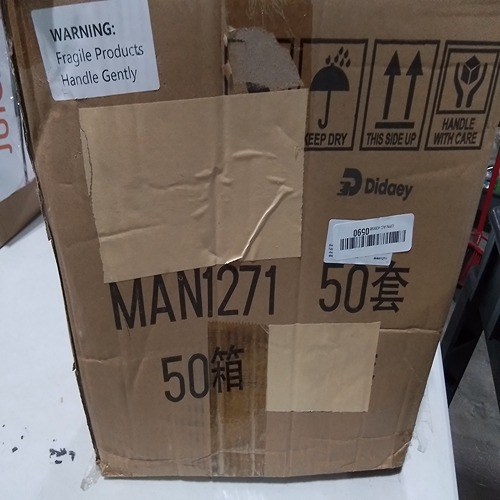 WARNING:
Fragile Products
Handle Gently
KEEP DRY
THIS SIDE UP
HANDLE
WITH CARE
Didaey
0690
MAN1271 50套
50箱